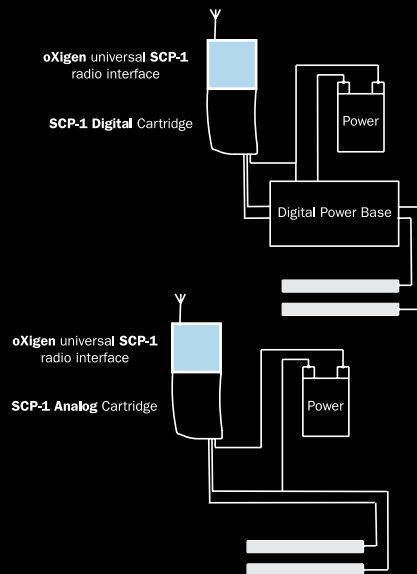 oXigen universal SCP-1
radio interface
SCP-1 Digital Cartridge
Power
Digital Power Base
oXigen universal SCP-1
radio interface
SCP-1 Analog Cartridge
Power